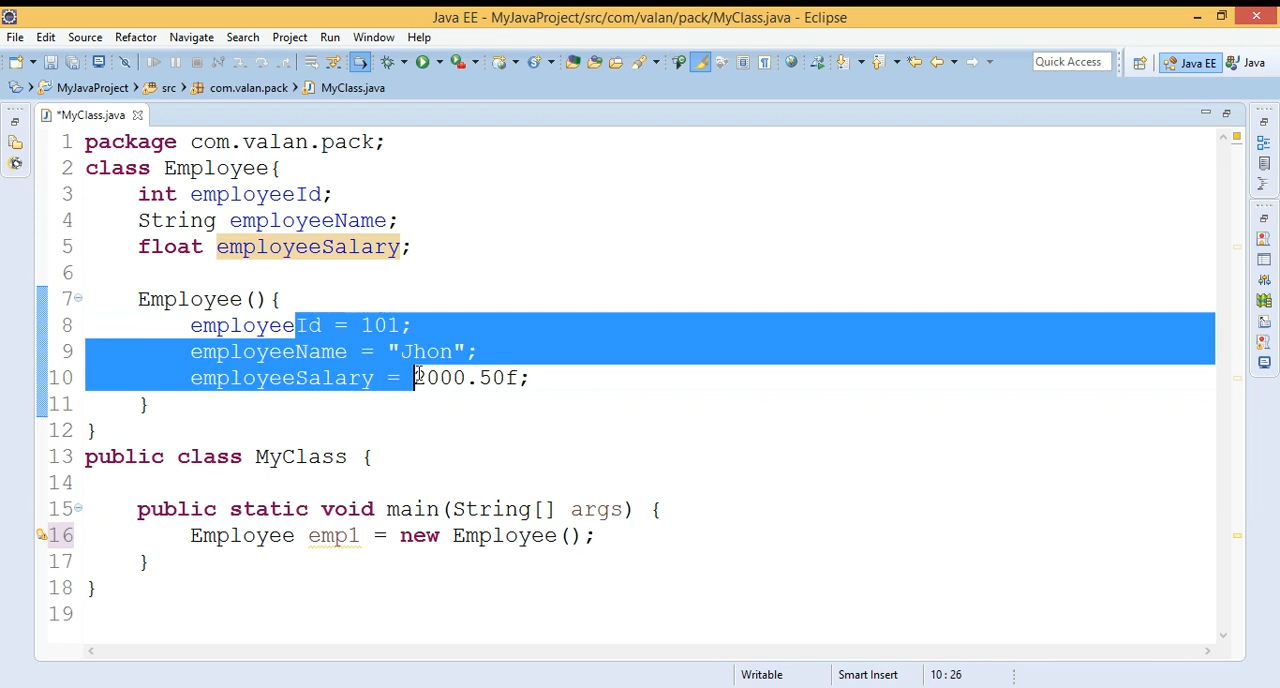 Java EE - MyJavaProject/src/com/valan/pack/MyClass.java - Eclipse
File Edit Source Refactor Navigate Search Project Run Window Help
Quick Access Java EE Java
MyJavaProject src com.valan.pack MyClass.java
*MyClass.java
1 package com.valan.pack;
2 class Employee{
3 int employeeId;
4 String employeeName;
5 float employeeSalary;
6
7 Employee(){
8 employeeId = 101;
9 employeeName = "Jhon";
10 employeeSalary = 2000.50f;
11 }
12 }
13 public class MyClass {
14
15 public static void main(String[] args) {
16 Employee emp1 = new Employee();
17 }
18 }
19
Writable Smart Insert 10 : 26